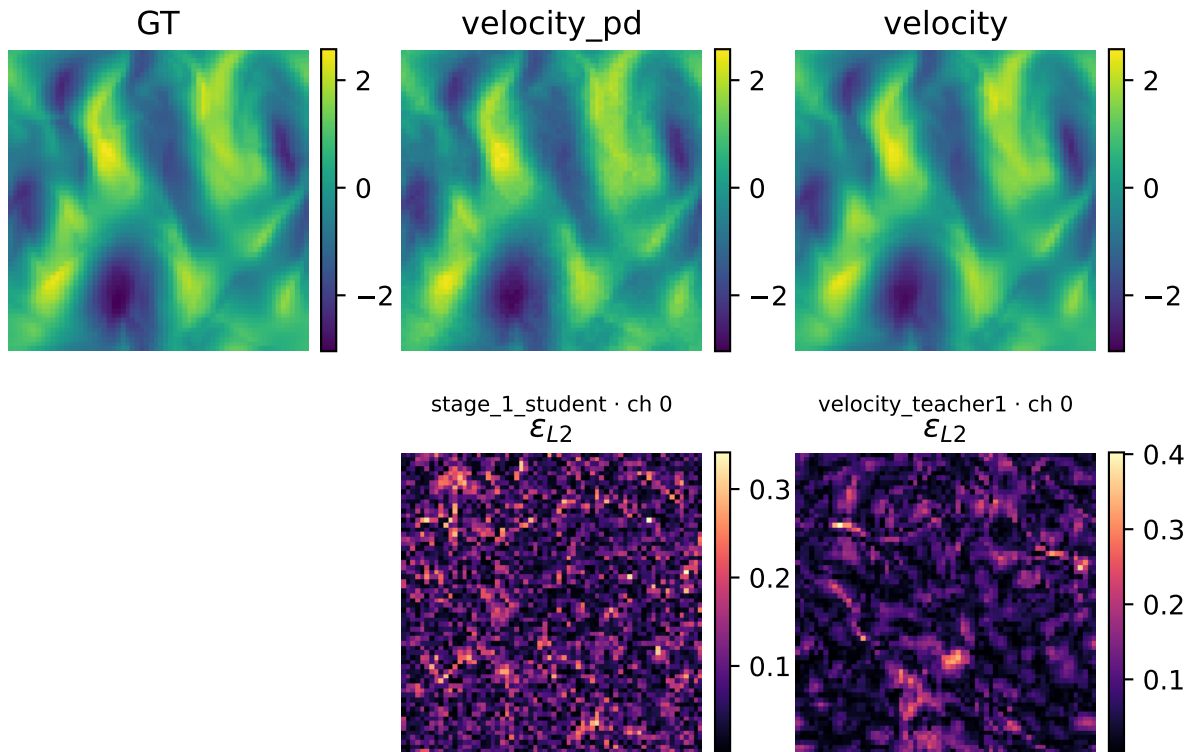 GT
velocity_pd
velocity
2
0
−2
2
0
−2
2
0
−2
stage_1_student · ch 0
εL2
velocity_teacher1 · ch 0
εL2
0.3
0.2
0.1
0.4
0.3
0.2
0.1